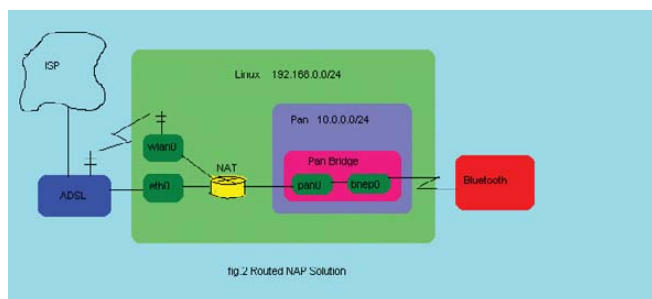 ISP
Linux 192.168.0.0/24
Pan 10.0.0.0/24
wlan0
NAT
Pan Bridge
eth0
pan0
bnep0
ADSL
Bluetooth
fig.2 Routed NAP Solution